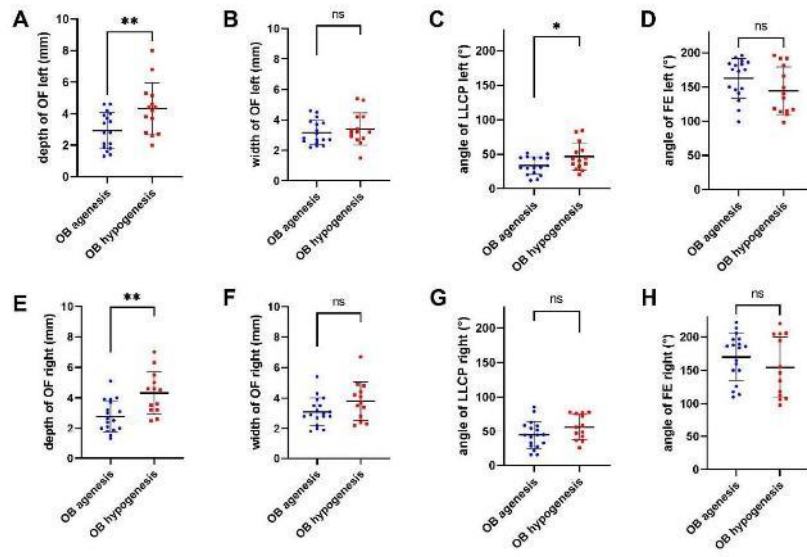 A
depth of OF left (mm)
10
8
6
4
2
0
**
OB agenesis
OB hypogenesis
B
width of OF left (mm)
10
8
6
4
2
0
ns
OB agenesis
OB hypogenesis
C
angle of LLCP left (°)
200
150
100
50
0
*
OB agenesis
OB hypogenesis
D
angle of FE left (°)
200
150
100
50
0
ns
OB agenesis
OB hypogenesis
E
depth of OF right (mm)
10
8
6
4
2
0
**
OB agenesis
OB hypogenesis
F
width of OF right (mm)
10
8
6
4
2
0
ns
OB agenesis
OB hypogenesis
G
angle of LLCP right (°)
200
150
100
50
0
ns
OB agenesis
OB hypogenesis
H
angle of FE right (°)
200
150
100
50
0
ns
OB agenesis
OB hypogenesis